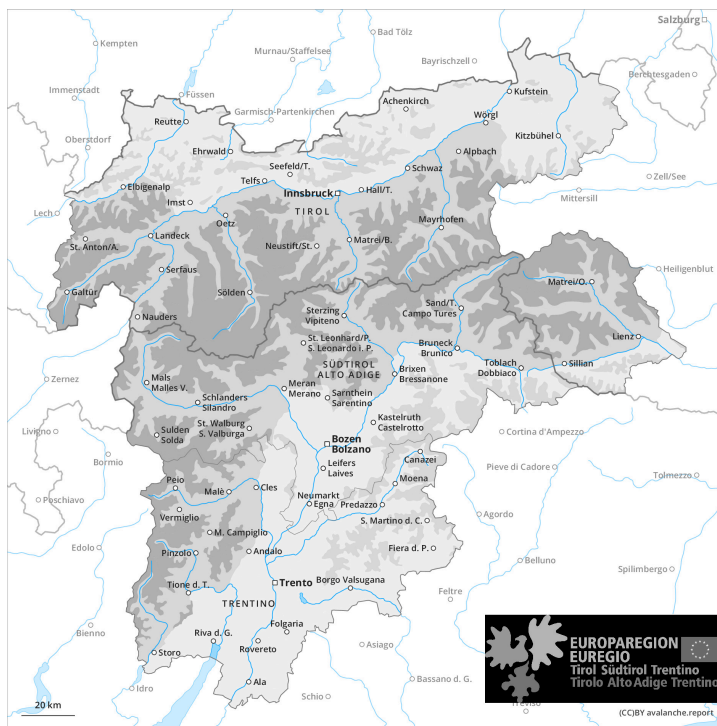 Salzburg
Kempten
Bad Tölz
Murnau/Staffelsee
Bayrischzell
Berchtesgaden
Immenstadt
Füssen
Kufstein
Achenkirch
Garmisch-Partenkirchen
Reutte
Wörgl
Oberstdorf
Kitzbühel
Ehrwald
Alpbach
Seefeld/T.
Schwaz
Zell/See
Telfs
Elbigenalp
Innsbruck
Hall/T.
Mittersill
Imst
Lech
TIROL
Oetz
Mayrhofen
Landeck
St. Anton/A.
Neustift/St.
Matrei/B.
Serfaus
Heiligenblut
Matrei/O.
Galtür
Sölden
Nauders
Sterzing
Vipiteno
Sand/T.
Campo Tures
Lienz
St. Leonhard/P.
S. Leonardo i. P.
Bruneck
Brunico
Toblach
Dobbiaco
Sillian
SÜDTIROL
ALTO ADIGE
Brixen
Bressanone
Zernez
Mals
Malles V.
Meran
Merano
Sarnthein
Sarentino
Schlanders
Silandro
Kastelruth
Castelrotto
St. Walburg
S. Valburga
Livigno
Sulden
Solda
Cortina d'Ampezzo
Bozen
Bolzano
Bormio
Canazei
Leifers
Laives
Pieve di Cadore
Tolmezzo
Peio
Malè
Cles
Moena
Poschiavo
Neumarkt
Egna
Predazzo
Vermiglio
Agordo
S. Martino d. C.
M. Campiglio
Edolo
Pinzolo
Andalo
Fiera d. P.
Belluno
Spilimbergo
Tione d. T.
Trento
Borgo Valsugana
Feltre
TRENTINO
Folgaria
Bienno
Riva d. G.
Rovereto
Asiago
Storo
Bassano d. G.
Idro
Ala
Schio
Treviso
20 km
EUROPAREGION
EUREGIO
Tirol Südtirol Trentino
Tirolo Alto Adige Trentino
(CC)BY avalanche.report